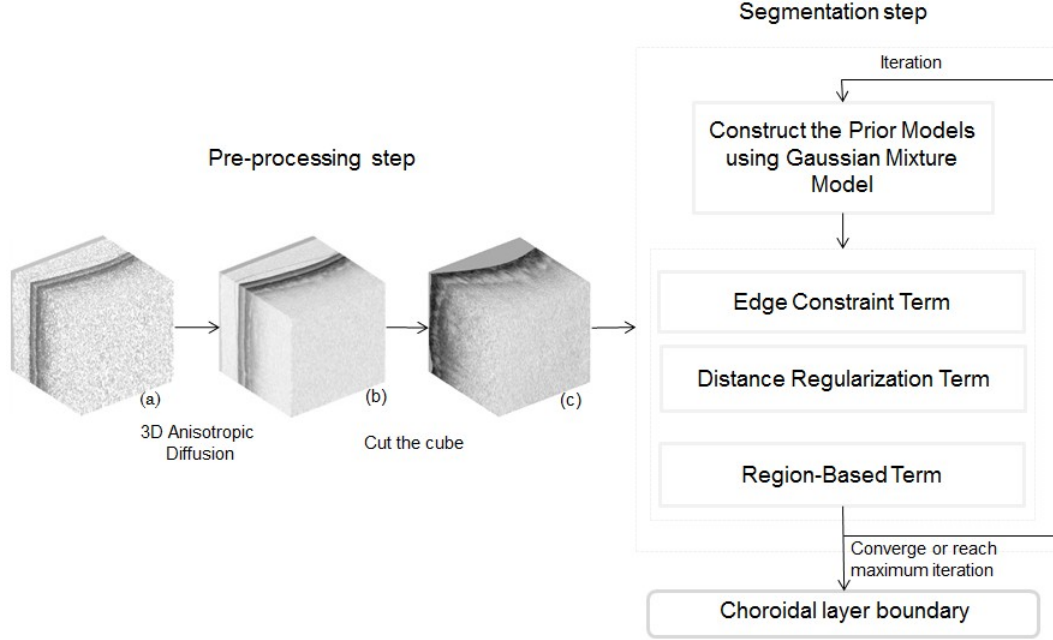 Segmentation step
Iteration
Construct the Prior Models
using Gaussian Mixture
Model
Pre-processing step
Edge Constraint Term
Distance Regularization Term
(a)
(b)
(c)
3D Anisotropic
Diffusion
Cut the cube
Region-Based Term
Converge or reach
maximum iteration
Choroidal layer boundary